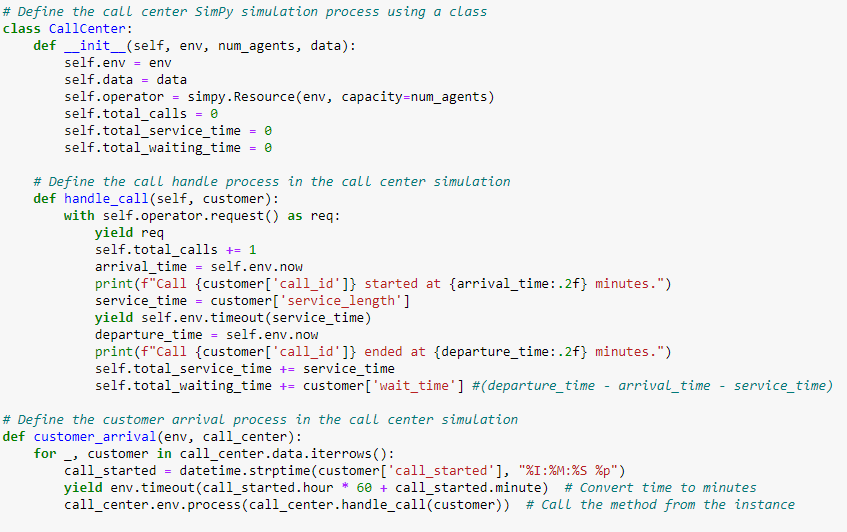 # Define the call center SimPy simulation process using a class
class CallCenter:
    def __init__(self, env, num_agents, data):
        self.env = env
        self.data = data
        self.operator = simpy.Resource(env, capacity=num_agents)
        self.total_calls = 0
        self.total_service_time = 0
        self.total_waiting_time = 0

    # Define the call handle process in the call center simulation
    def handle_call(self, customer):
        with self.operator.request() as req:
            yield req
            self.total_calls += 1
            arrival_time = self.env.now
            print(f"Call {customer['call_id']} started at {arrival_time:.2f} minutes.")
            service_time = customer['service_length']
            yield self.env.timeout(service_time)
            departure_time = self.env.now
            print(f"Call {customer['call_id']} ended at {departure_time:.2f} minutes.")
            self.total_service_time += service_time
            self.total_waiting_time += customer['wait_time'] #(departure_time - arrival_time - service_time)

# Define the customer arrival process in the call center simulation
def customer_arrival(env, call_center):
    for _, customer in call_center.data.iterrows():
        call_started = datetime.strptime(customer['call_started'], "%I:%M:%S %p")
        yield env.timeout(call_started.hour * 60 + call_started.minute)  # Convert time to minutes
        call_center.env.process(call_center.handle_call(customer))  # Call the method from the instance